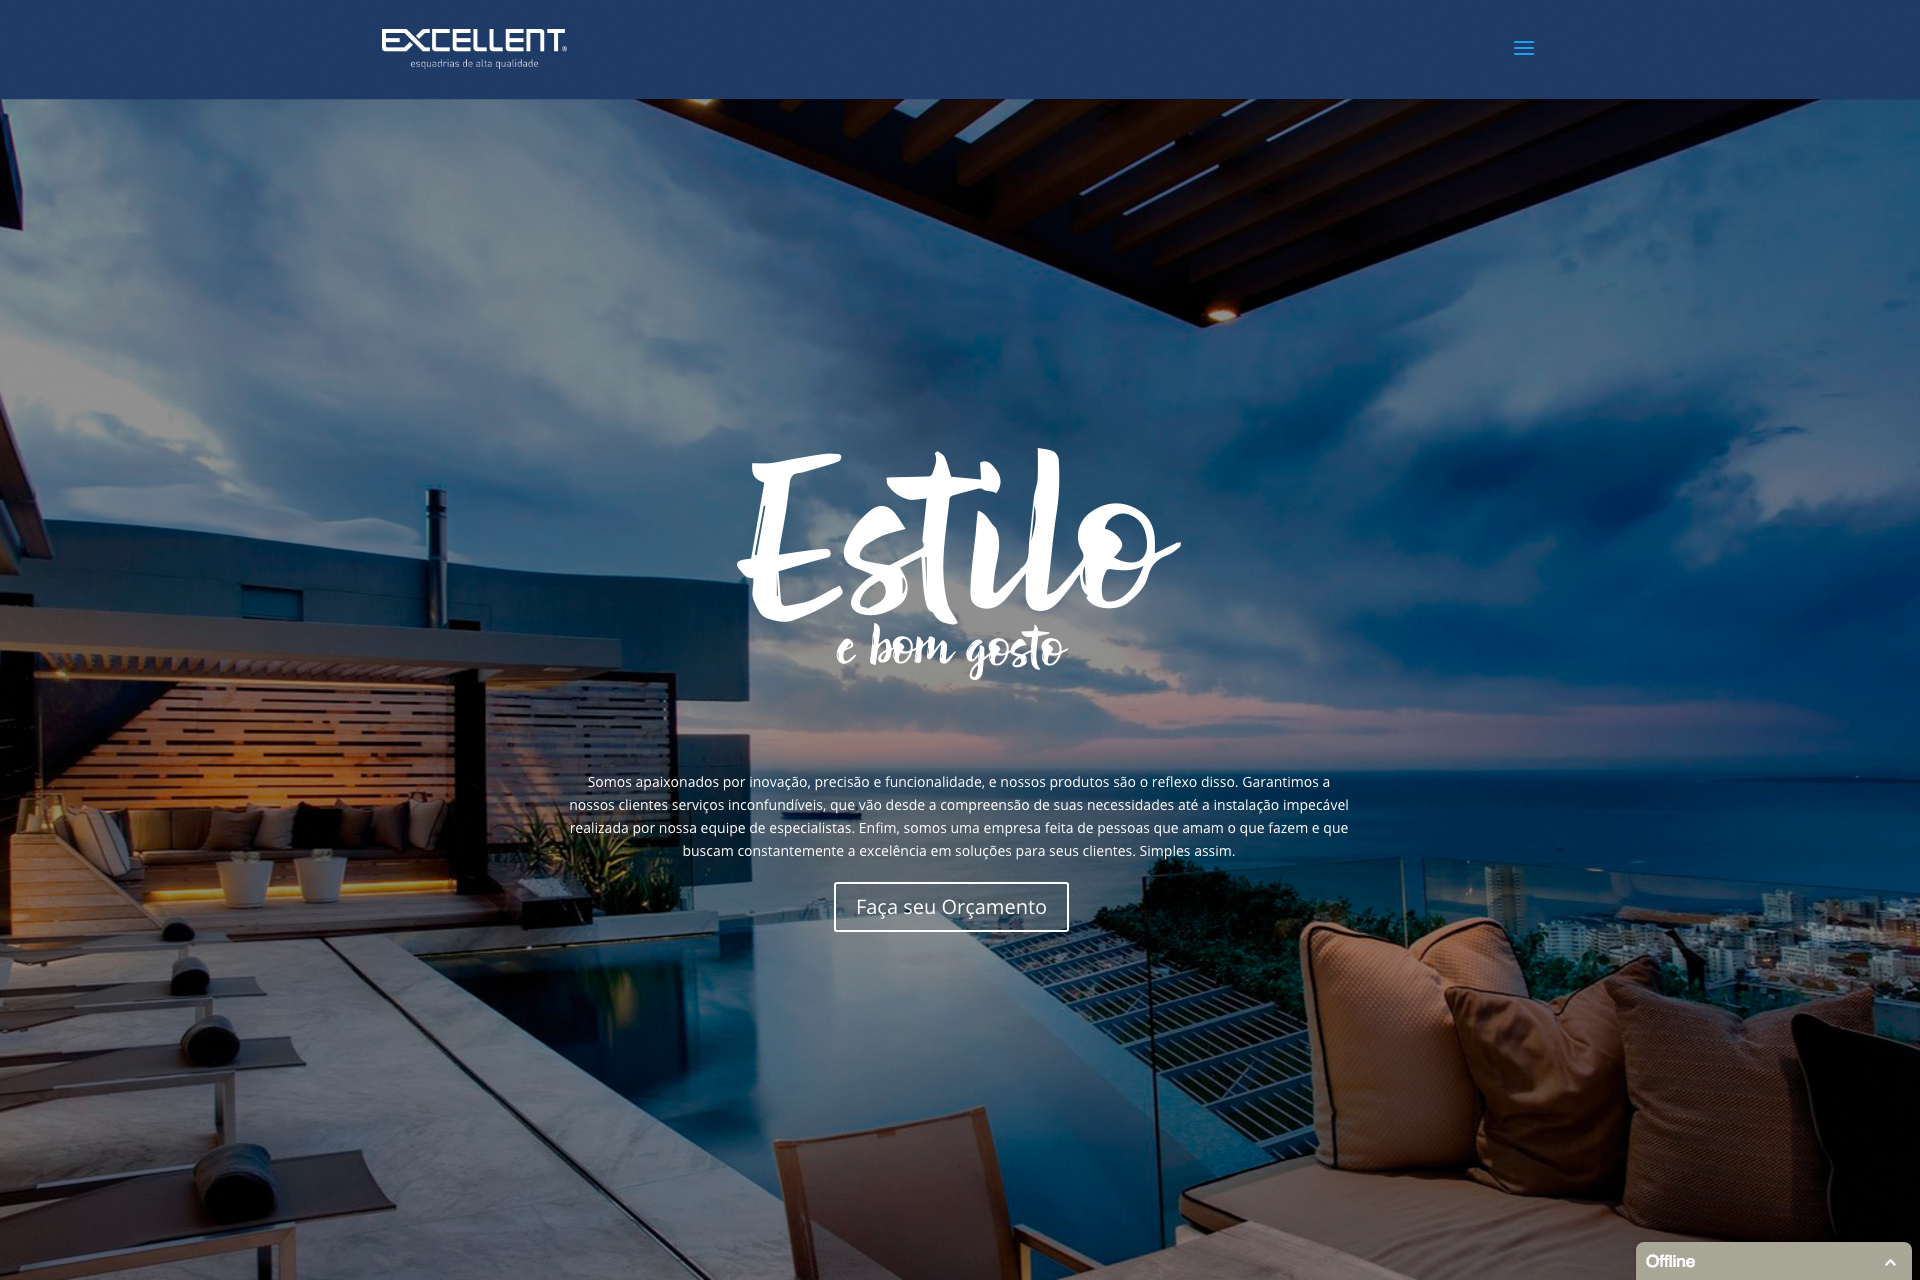 EXCELLENT®
esquadrias de alta qualidade
Estilo
e bom gosto
Somos apaixonados por inovação, precisão e funcionalidade, e nossos produtos são o reflexo disso. Garantimos a
nossos clientes serviços inconfundíveis, que vão desde a compreensão de suas necessidades até a instalação impecável
realizada por nossa equipe de especialistas. Enfim, somos uma empresa feita de pessoas que amam o que fazem e que
buscam constantemente a excelência em soluções para seus clientes. Simples assim.
Faça seu Orçamento
Offline